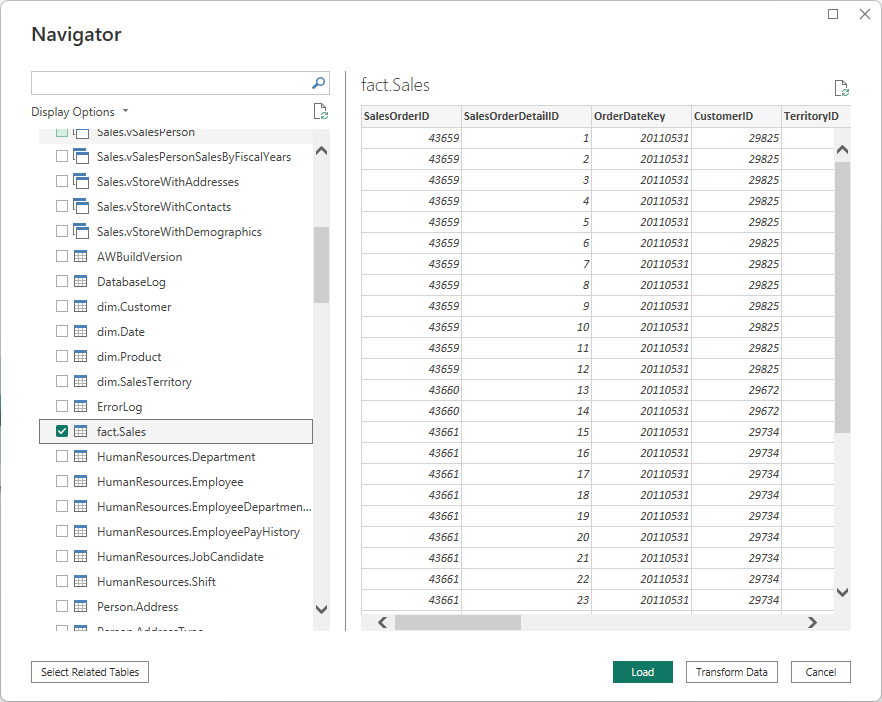 Navigator
Display Options
Sales.vSalesPerson
Sales.vSalesPersonSalesByFiscalYears
Sales.vStoreWithAddresses
Sales.vStoreWithContacts
Sales.vStoreWithDemographics
AWBuildVersion
DatabaseLog
dim.Customer
dim.Date
dim.Product
dim.SalesTerritory
ErrorLog
fact.Sales
HumanResources.Department
HumanResources.Employee
HumanResources.EmployeeDepartmen...
HumanResources.EmployeePayHistory
HumanResources.JobCandidate
HumanResources.Shift
Person.Address
Person.AddressType
fact.Sales
SalesOrderID SalesOrderDetailID OrderDateKey CustomerID TerritoryID
43659 1 20110531 29825
43659 2 20110531 29825
43659 3 20110531 29825
43659 4 20110531 29825
43659 5 20110531 29825
43659 6 20110531 29825
43659 7 20110531 29825
43659 8 20110531 29825
43659 9 20110531 29825
43659 10 20110531 29825
43659 11 20110531 29825
43659 12 20110531 29825
43660 13 20110531 29672
43660 14 20110531 29672
43661 15 20110531 29734
43661 16 20110531 29734
43661 17 20110531 29734
43661 18 20110531 29734
43661 19 20110531 29734
43661 20 20110531 29734
43661 21 20110531 29734
43661 22 20110531 29734
43661 23 20110531 29734
Select Related Tables
Load
Transform Data
Cancel